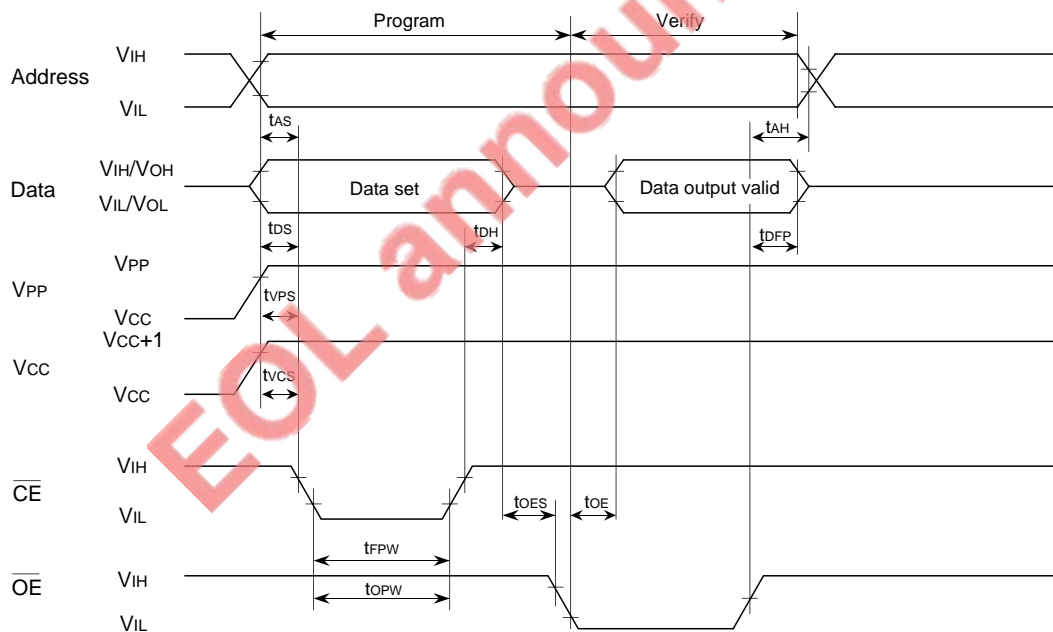 Program
Verify
Address
VIH
VIL
tAS
tAH
Data
VIH/VOH
VIL/VOL
Data set
Data output valid
tDS
tDH
tDFP
VPP
VPP
VCC
tVPS
VCC
VCC+1
VCC
tVCS
CE
VIH
VIL
tOES
tOE
tFPW
tOPW
OE
VIH
VIL
EOL announ